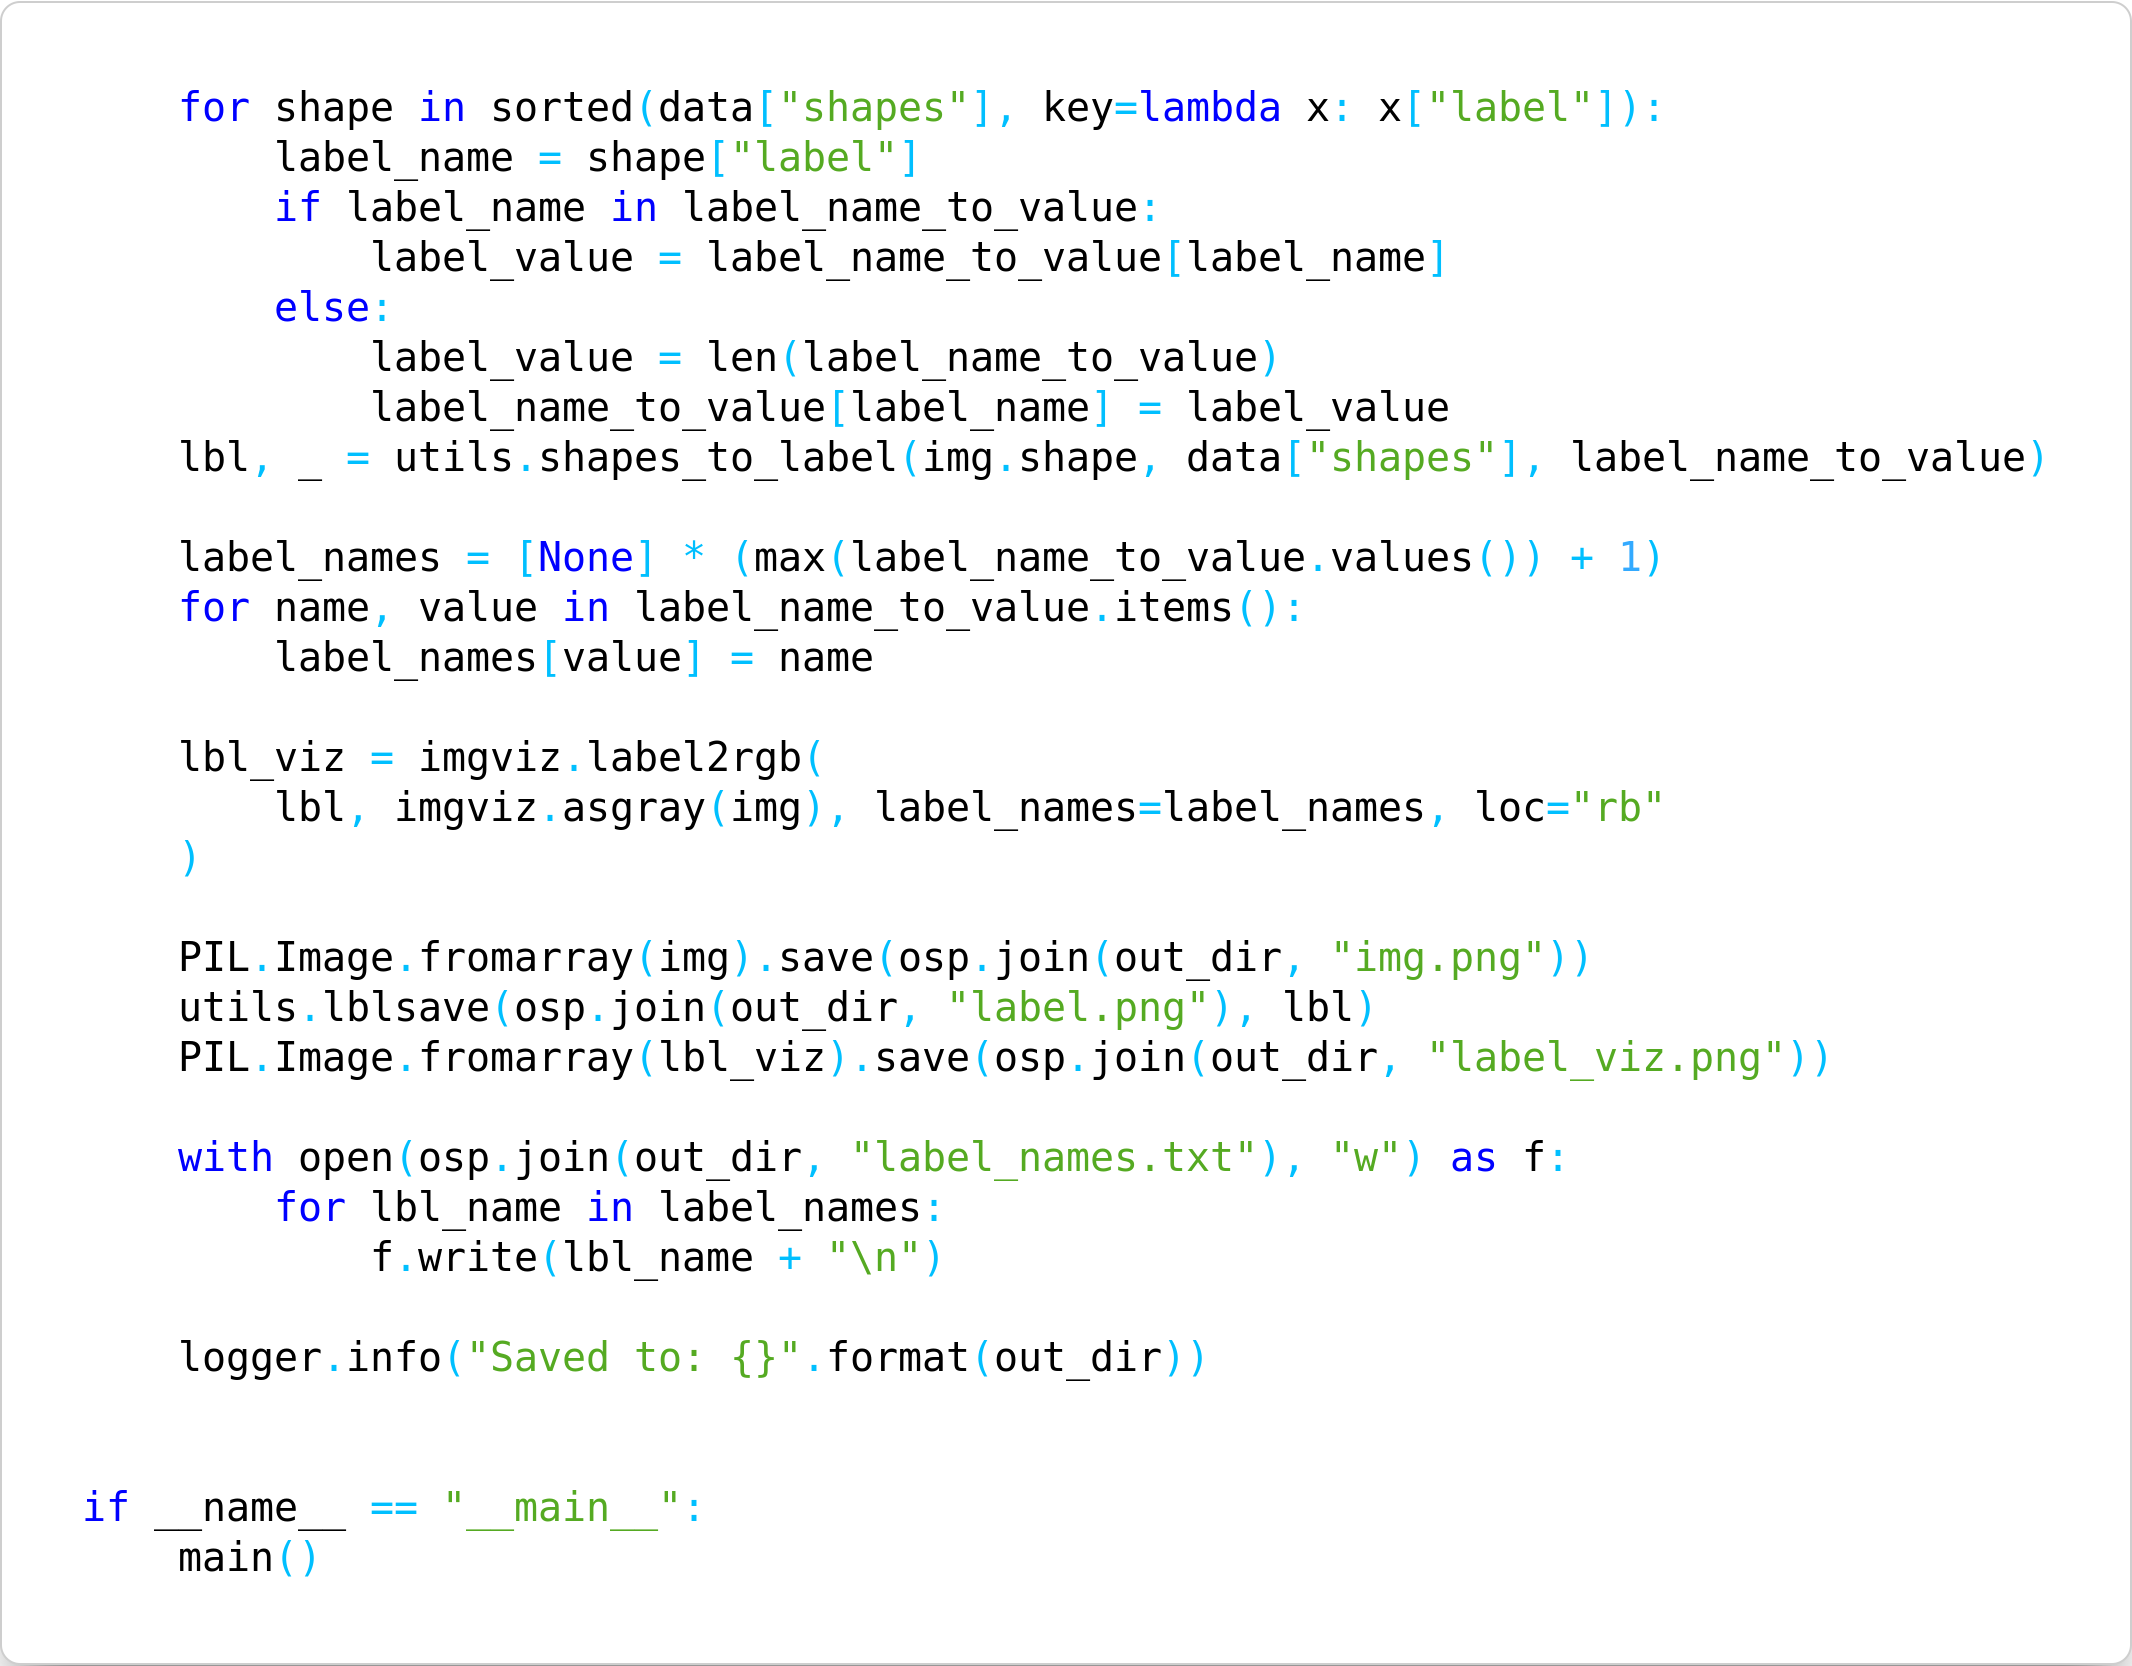 for shape in sorted(data["shapes"], key=lambda x: x["label"]):
label_name = shape["label"]
if label_name in label_name_to_value:
label_value = label_name_to_value[label_name]
else:
label_value = len(label_name_to_value)
label_name_to_value[label_name] = label_value
lbl, _ = utils.shapes_to_label(img.shape, data["shapes"], label_name_to_value)
label_names = [None] * (max(label_name_to_value.values()) + 1)
for name, value in label_name_to_value.items():
label_names[value] = name
lbl_viz = imgviz.label2rgb(
lbl, imgviz.asgray(img), label_names=label_names, loc="rb"
)
PIL.Image.fromarray(img).save(osp.join(out_dir, "img.png"))
utils.lblsave(osp.join(out_dir, "label.png"), lbl)
PIL.Image.fromarray(lbl_viz).save(osp.join(out_dir, "label_viz.png"))
with open(osp.join(out_dir, "label_names.txt"), "w") as f:
for lbl_name in label_names:
f.write(lbl_name + "\n")
logger.info("Saved to: {}".format(out_dir))
if __name__ == "__main__":
main()